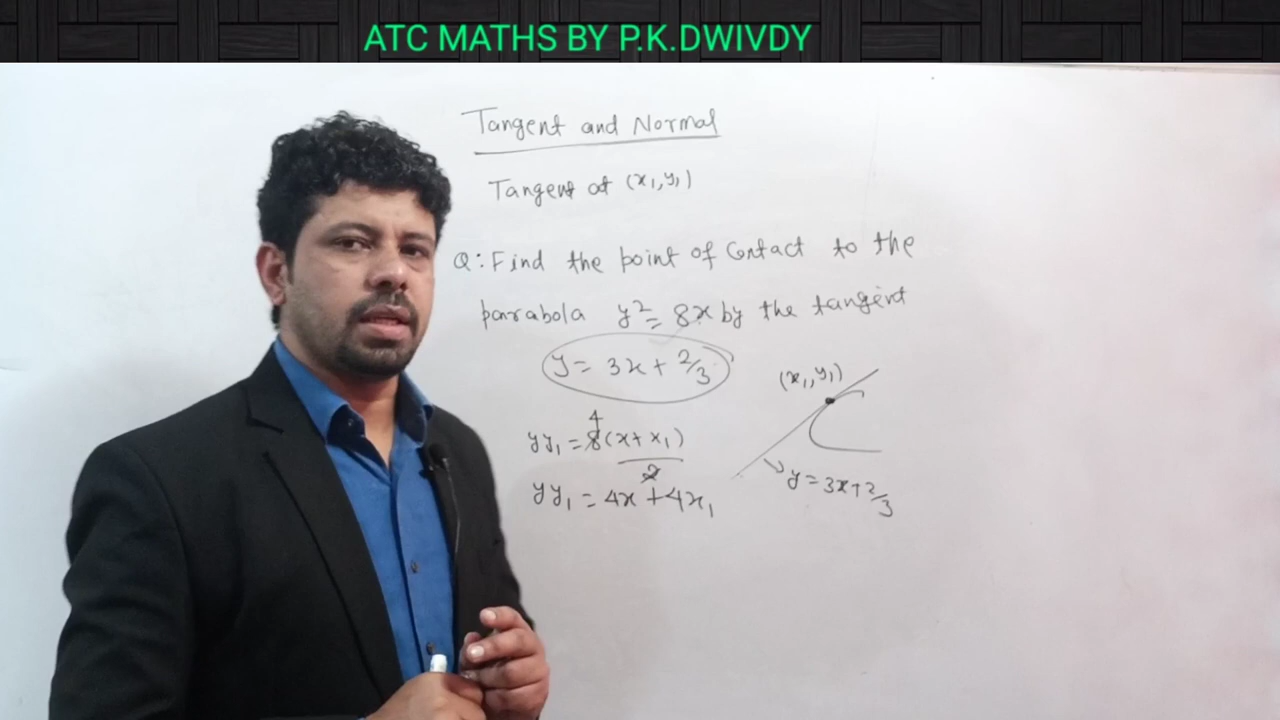 ATC MATHS BY P.K.DWIVDY
Tangent and Normal
Tangent at (x₁,y₁)
Q: Find the point of Contact to the
parabola y² = 8x by the tangent
y = 3x + 2/3
(x₁,y₁)
4
yy₁ = 8(x+x₁)
2
y = 3x+2/3
yy₁ = 4x + 4x₁